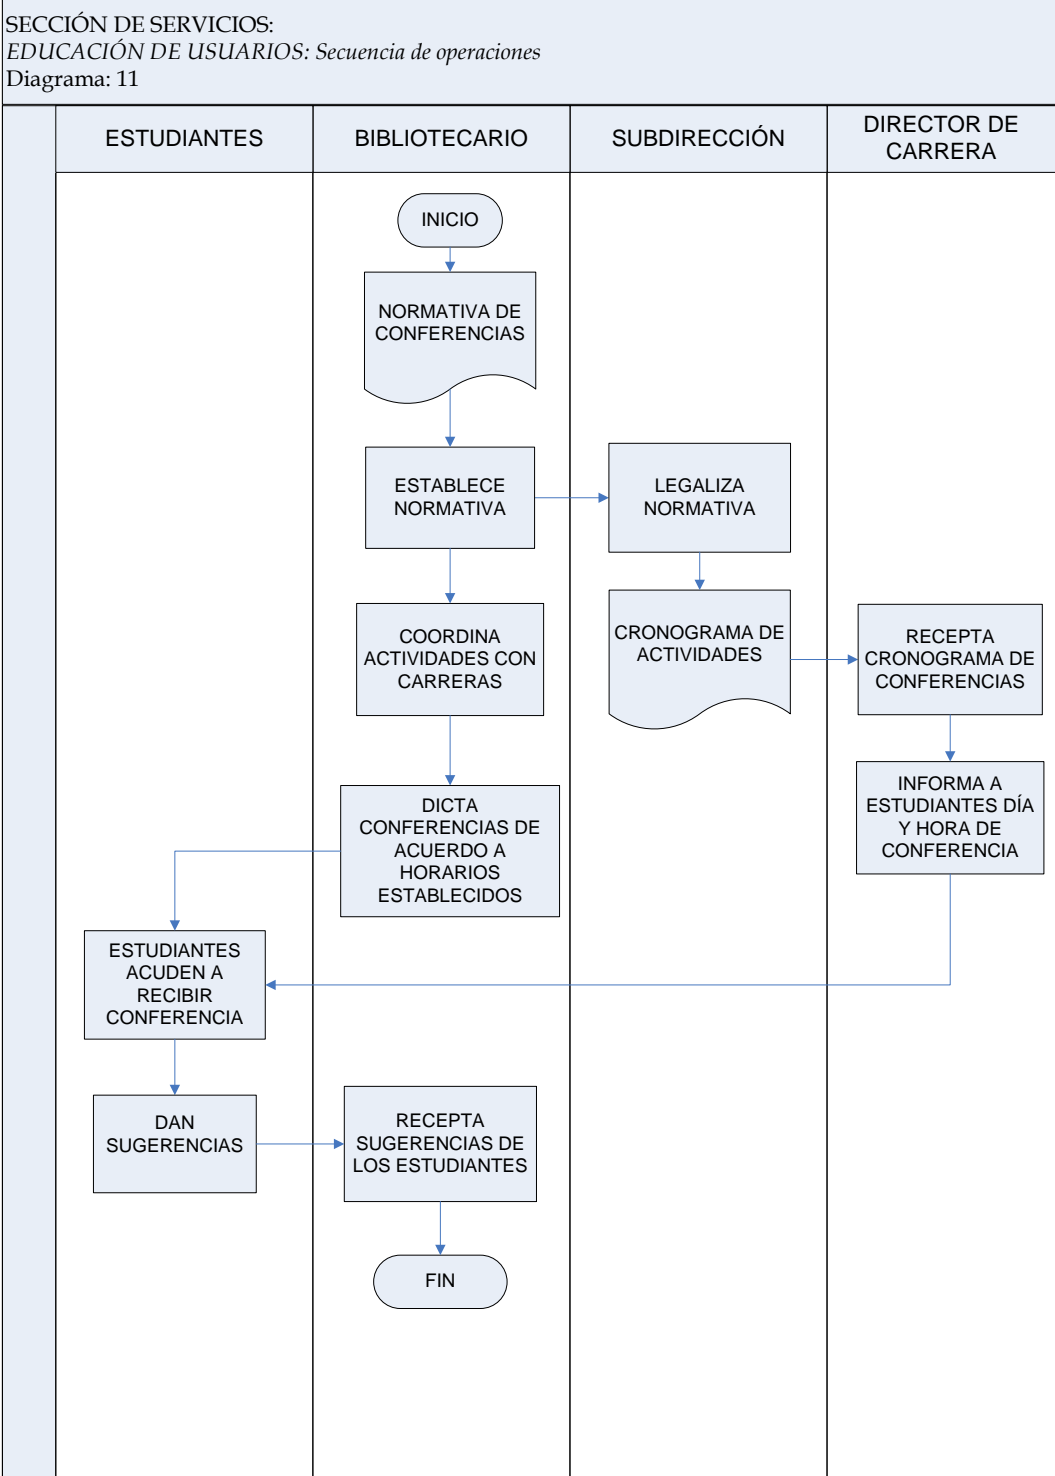 SECCIÓN DE SERVICIOS:
EDUCACIÓN DE USUARIOS: Secuencia de operaciones
Diagrama: 11
ESTUDIANTES
BIBLIOTECARIO
SUBDIRECCIÓN
DIRECTOR DE
CARRERA
INICIO
NORMATIVA DE
CONFERENCIAS
ESTABLECE
NORMATIVA
LEGALIZA
NORMATIVA
COORDINA
ACTIVIDADES CON
CARRERAS
CRONOGRAMA DE
ACTIVIDADES
RECEPTA
CRONOGRAMA DE
CONFERENCIAS
DICTA
CONFERENCIAS DE
ACUERDO A
HORARIOS
ESTABLECIDOS
INFORMA A
ESTUDIANTES DÍA
Y HORA DE
CONFERENCIA
ESTUDIANTES
ACUDEN A
RECIBIR
CONFERENCIA
DAN
SUGERENCIAS
RECEPTA
SUGERENCIAS DE
LOS ESTUDIANTES
FIN